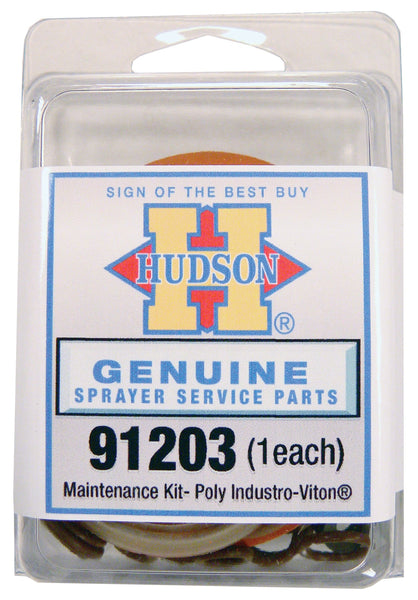 SIGN OF THE BEST BUY
HUDSON
®
GENUINE
SPRAYER SERVICE PARTS
91203 (1each)
Maintenance Kit- Poly Industro-Viton®